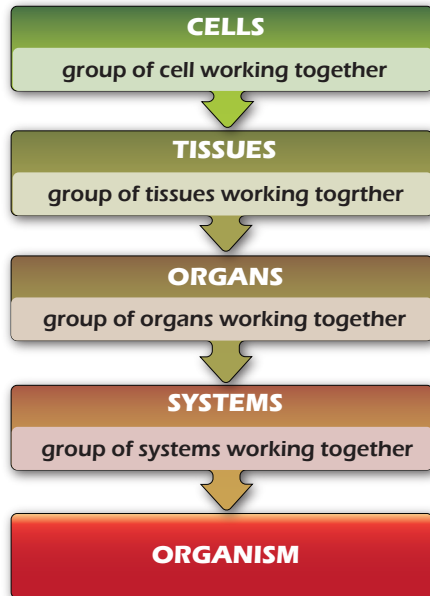 CELLS
group of cell working together
TISSUES
group of tissues working togrther
ORGANS
group of organs working together
SYSTEMS
group of systems working together
ORGANISM